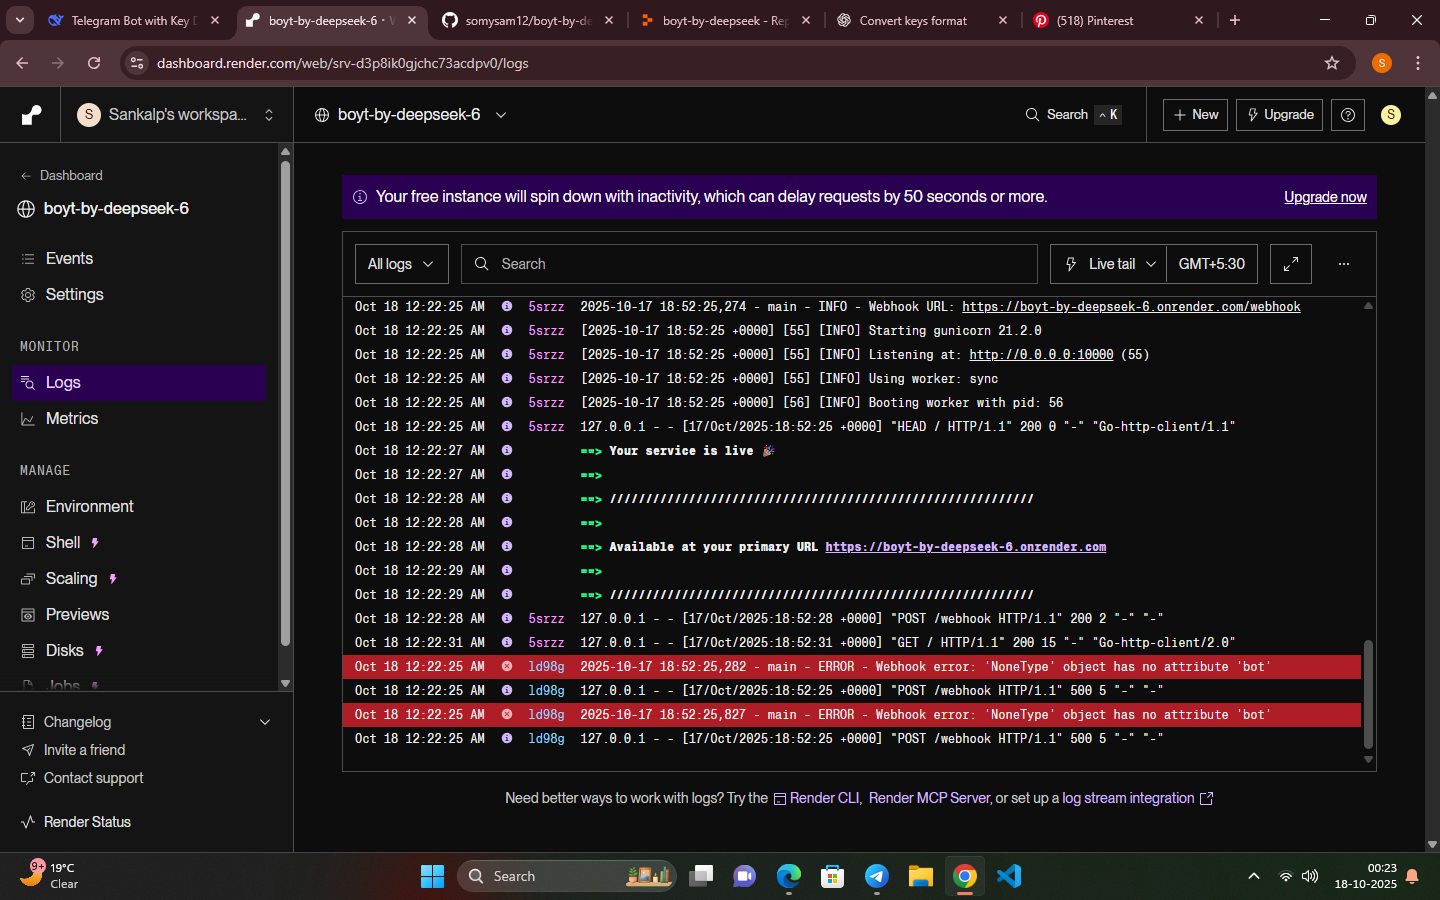 Telegram Bot with Key D
boyt-by-deepseek-6 · W
somysam12/boyt-by-de
boyt-by-deepseek - Rep
Convert keys format
(518) Pinterest
dashboard.render.com/web/srv-d3p8ik0gjchc73acdpv0/logs
S
S
Sankalp's workspa...
boyt-by-deepseek-6
Search
K
New
Upgrade
S
Dashboard
boyt-by-deepseek-6
Events
Settings
MONITOR
Logs
Metrics
MANAGE
Environment
Shell
Scaling
Previews
Disks
Jobs
Changelog
Invite a friend
Contact support
Render Status
Your free instance will spin down with inactivity, which can delay requests by 50 seconds or more.
Upgrade now
All logs
Search
Live tail
GMT+5:30
Oct 18 12:22:25 AM 5srzz 2025-10-17 18:52:25,274 - main - INFO - Webhook URL: https://boyt-by-deepseek-6.onrender.com/webhook
Oct 18 12:22:25 AM 5srzz [2025-10-17 18:52:25 +0000] [55] [INFO] Starting gunicorn 21.2.0
Oct 18 12:22:25 AM 5srzz [2025-10-17 18:52:25 +0000] [55] [INFO] Listening at: http://0.0.0.0:10000 (55)
Oct 18 12:22:25 AM 5srzz [2025-10-17 18:52:25 +0000] [55] [INFO] Using worker: sync
Oct 18 12:22:25 AM 5srzz [2025-10-17 18:52:25 +0000] [56] [INFO] Booting worker with pid: 56
Oct 18 12:22:25 AM 5srzz 127.0.0.1 - - [17/Oct/2025:18:52:25 +0000] "HEAD / HTTP/1.1" 200 0 "-" "Go-http-client/1.1"
Oct 18 12:22:27 AM ==> Your service is live 🎉
Oct 18 12:22:27 AM ==>
Oct 18 12:22:28 AM ==> ///////////////////////////////////////////////////////////
Oct 18 12:22:28 AM ==>
Oct 18 12:22:28 AM ==> Available at your primary URL https://boyt-by-deepseek-6.onrender.com
Oct 18 12:22:29 AM ==>
Oct 18 12:22:29 AM ==> ///////////////////////////////////////////////////////////
Oct 18 12:22:28 AM 5srzz 127.0.0.1 - - [17/Oct/2025:18:52:28 +0000] "POST /webhook HTTP/1.1" 200 2 "-" "-"
Oct 18 12:22:31 AM 5srzz 127.0.0.1 - - [17/Oct/2025:18:52:31 +0000] "GET / HTTP/1.1" 200 15 "-" "Go-http-client/2.0"
Oct 18 12:22:25 AM ld98g 2025-10-17 18:52:25,282 - main - ERROR - Webhook error: 'NoneType' object has no attribute 'bot'
Oct 18 12:22:25 AM ld98g 127.0.0.1 - - [17/Oct/2025:18:52:25 +0000] "POST /webhook HTTP/1.1" 500 5 "-" "-"
Oct 18 12:22:25 AM ld98g 2025-10-17 18:52:25,827 - main - ERROR - Webhook error: 'NoneType' object has no attribute 'bot'
Oct 18 12:22:25 AM ld98g 127.0.0.1 - - [17/Oct/2025:18:52:25 +0000] "POST /webhook HTTP/1.1" 500 5 "-" "-"
Need better ways to work with logs? Try the Render CLI, Render MCP Server, or set up a log stream integration
9+
19°C
Clear
Search
00:23
18-10-2025